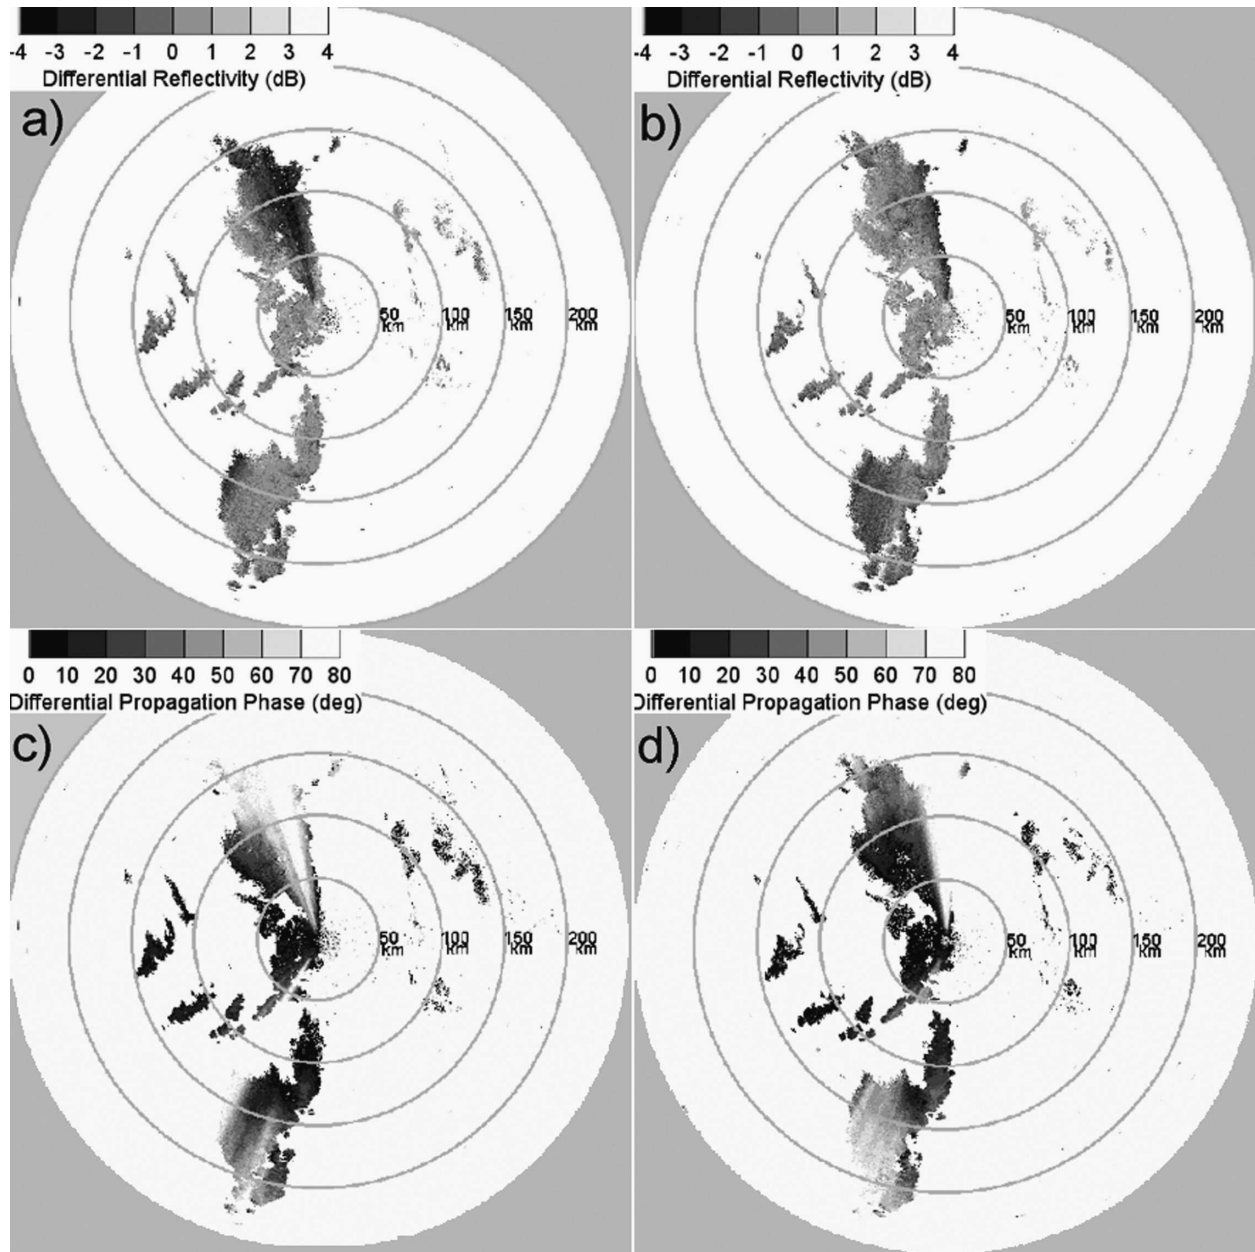 -4 -3 -2 -1 0 1 2 3 4
Differential Reflectivity (dB)
a)
50 km 100 km 150 km 200 km
-4 -3 -2 -1 0 1 2 3 4
Differential Reflectivity (dB)
b)
50 km 100 km 150 km 200 km
0 10 20 30 40 50 60 70 80
Differential Propagation Phase (deg)
c)
50 km 100 km 150 km 200 km
0 10 20 30 40 50 60 70 80
Differential Propagation Phase (deg)
d)
50 km 100 km 150 km 200 km